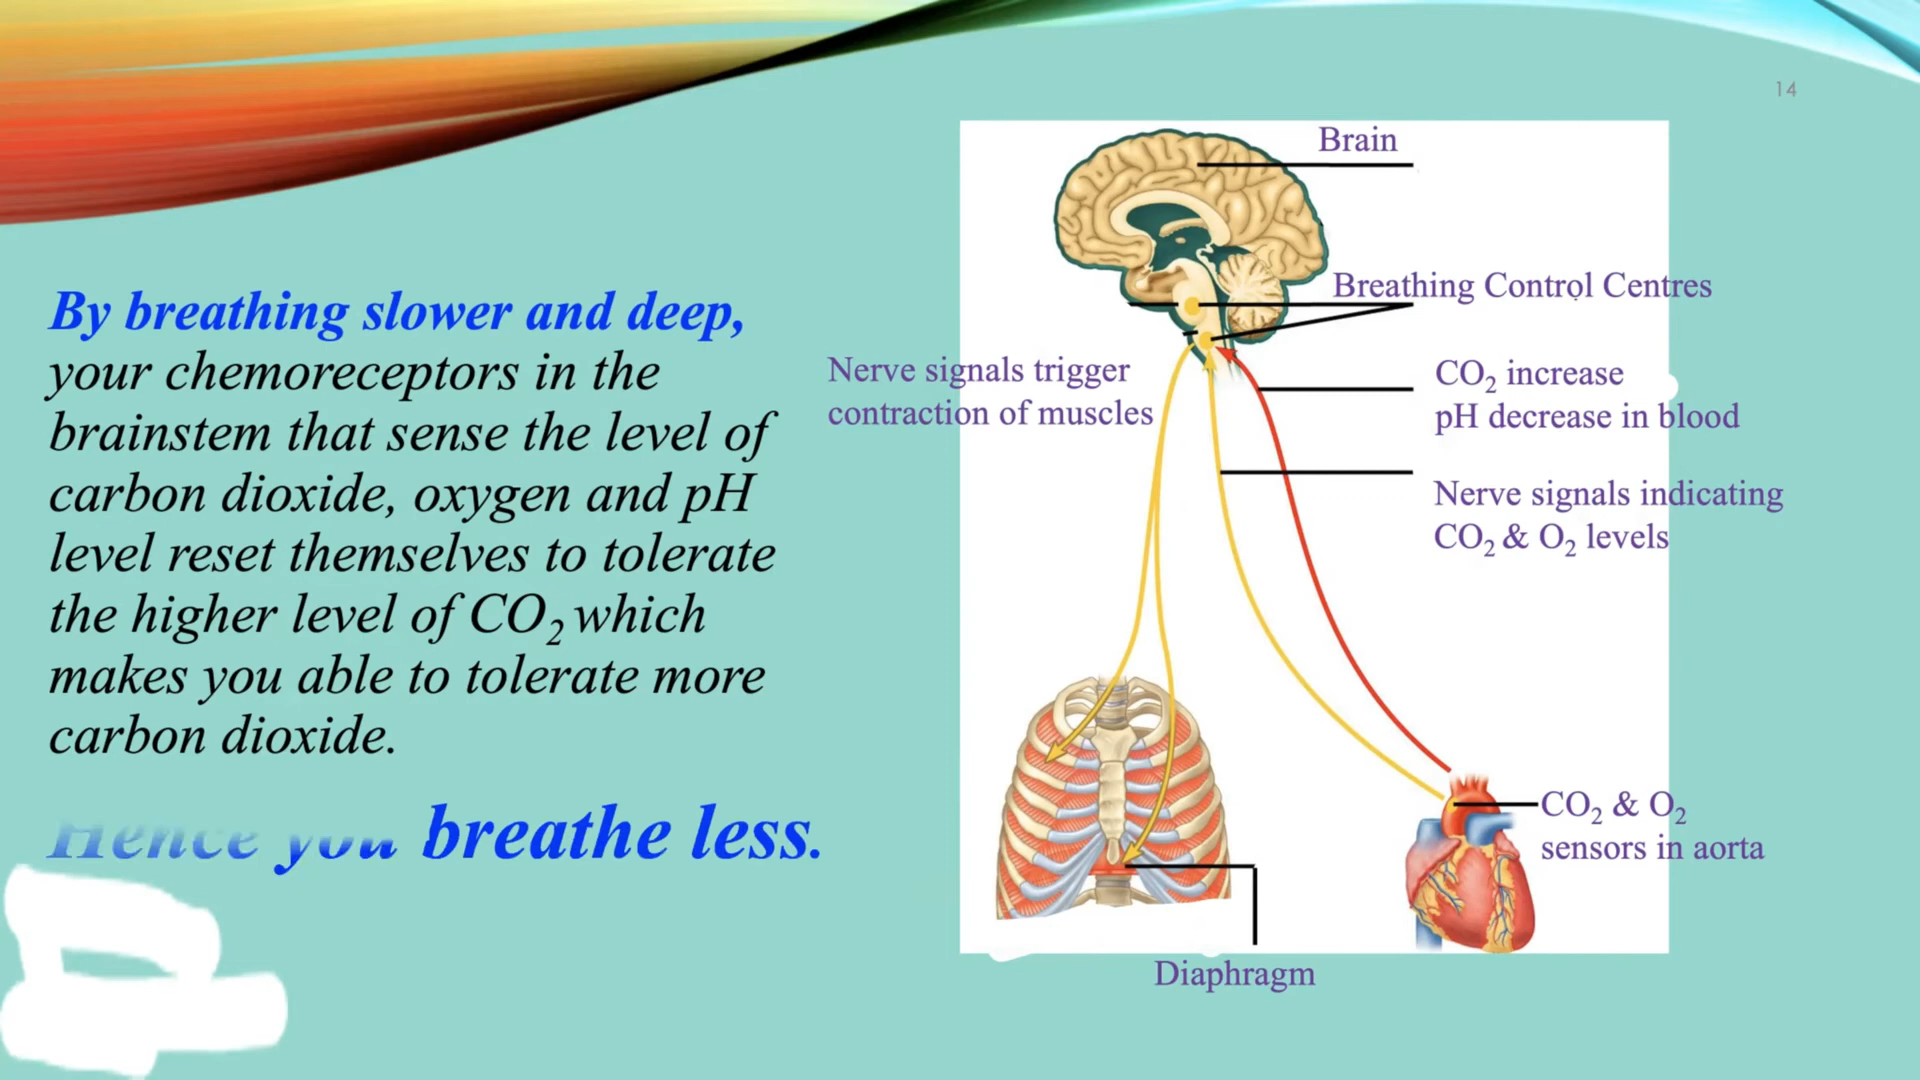 14
By breathing slower and deep,
your chemoreceptors in the
brainstem that sense the level of
carbon dioxide, oxygen and pH
level reset themselves to tolerate
the higher level of CO₂ which
makes you able to tolerate more
carbon dioxide.
Hence you breathe less.
Brain
Breathing Control Centres
Nerve signals trigger
contraction of muscles
CO₂ increase
pH decrease in blood
Nerve signals indicating
CO₂ & O₂ levels
CO₂ & O₂
sensors in aorta
Diaphragm